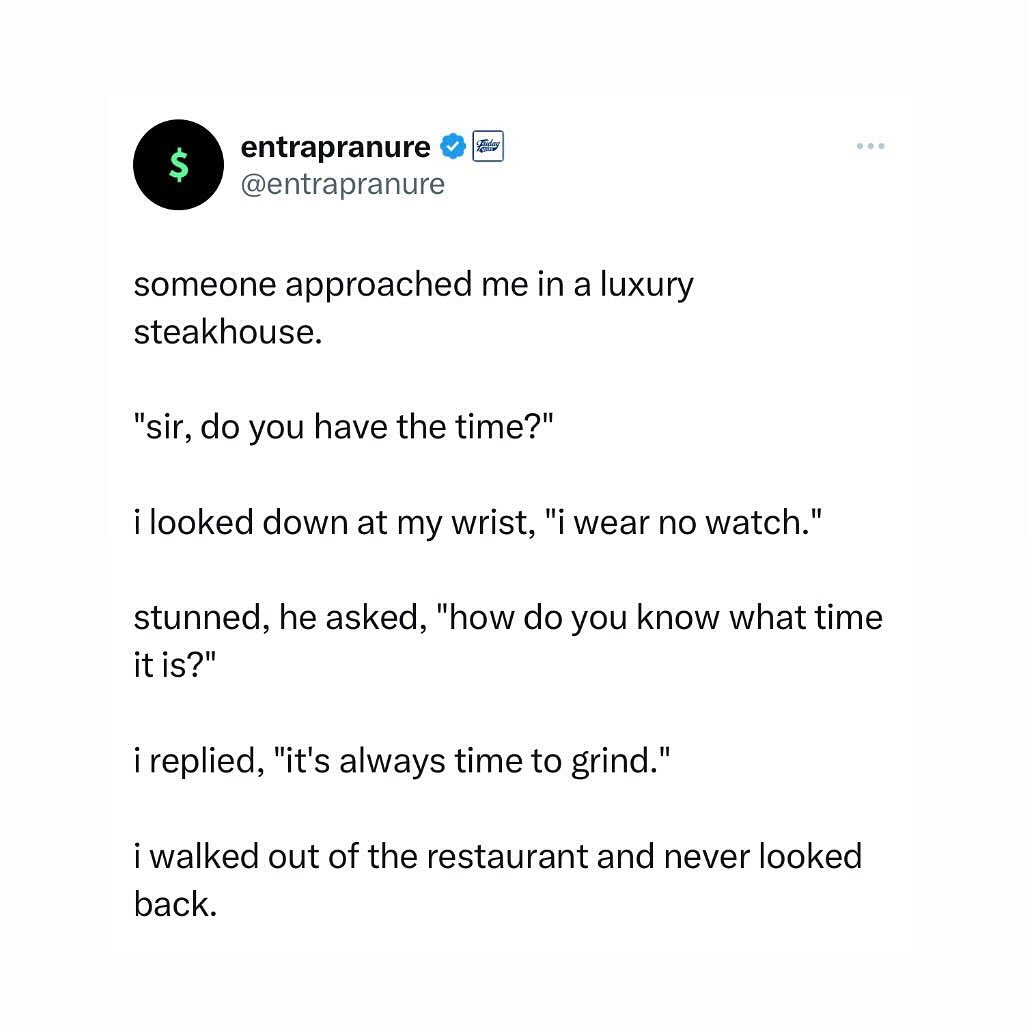 $
entrapranure
Friday
@entrapranure
someone approached me in a luxury
steakhouse.
"sir, do you have the time?"
i looked down at my wrist, "i wear no watch."
stunned, he asked, "how do you know what time
it is?"
i replied, "it's always time to grind."
i walked out of the restaurant and never looked
back.